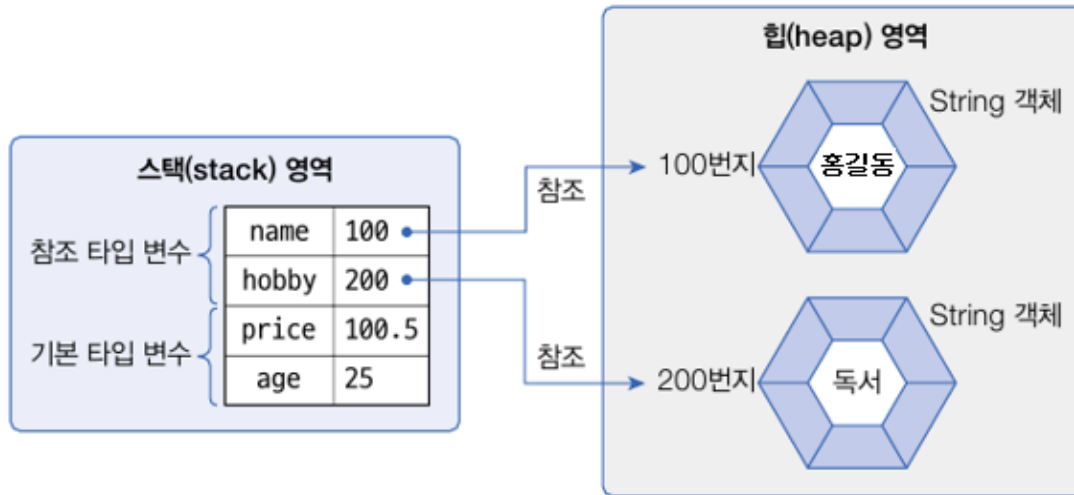 스택(stack) 영역
참조 타입 변수
name 100
hobby 200
기본 타입 변수
price 100.5
age 25
참조
참조
힙(heap) 영역
100번지
홍길동
String 객체
200번지
독서
String 객체